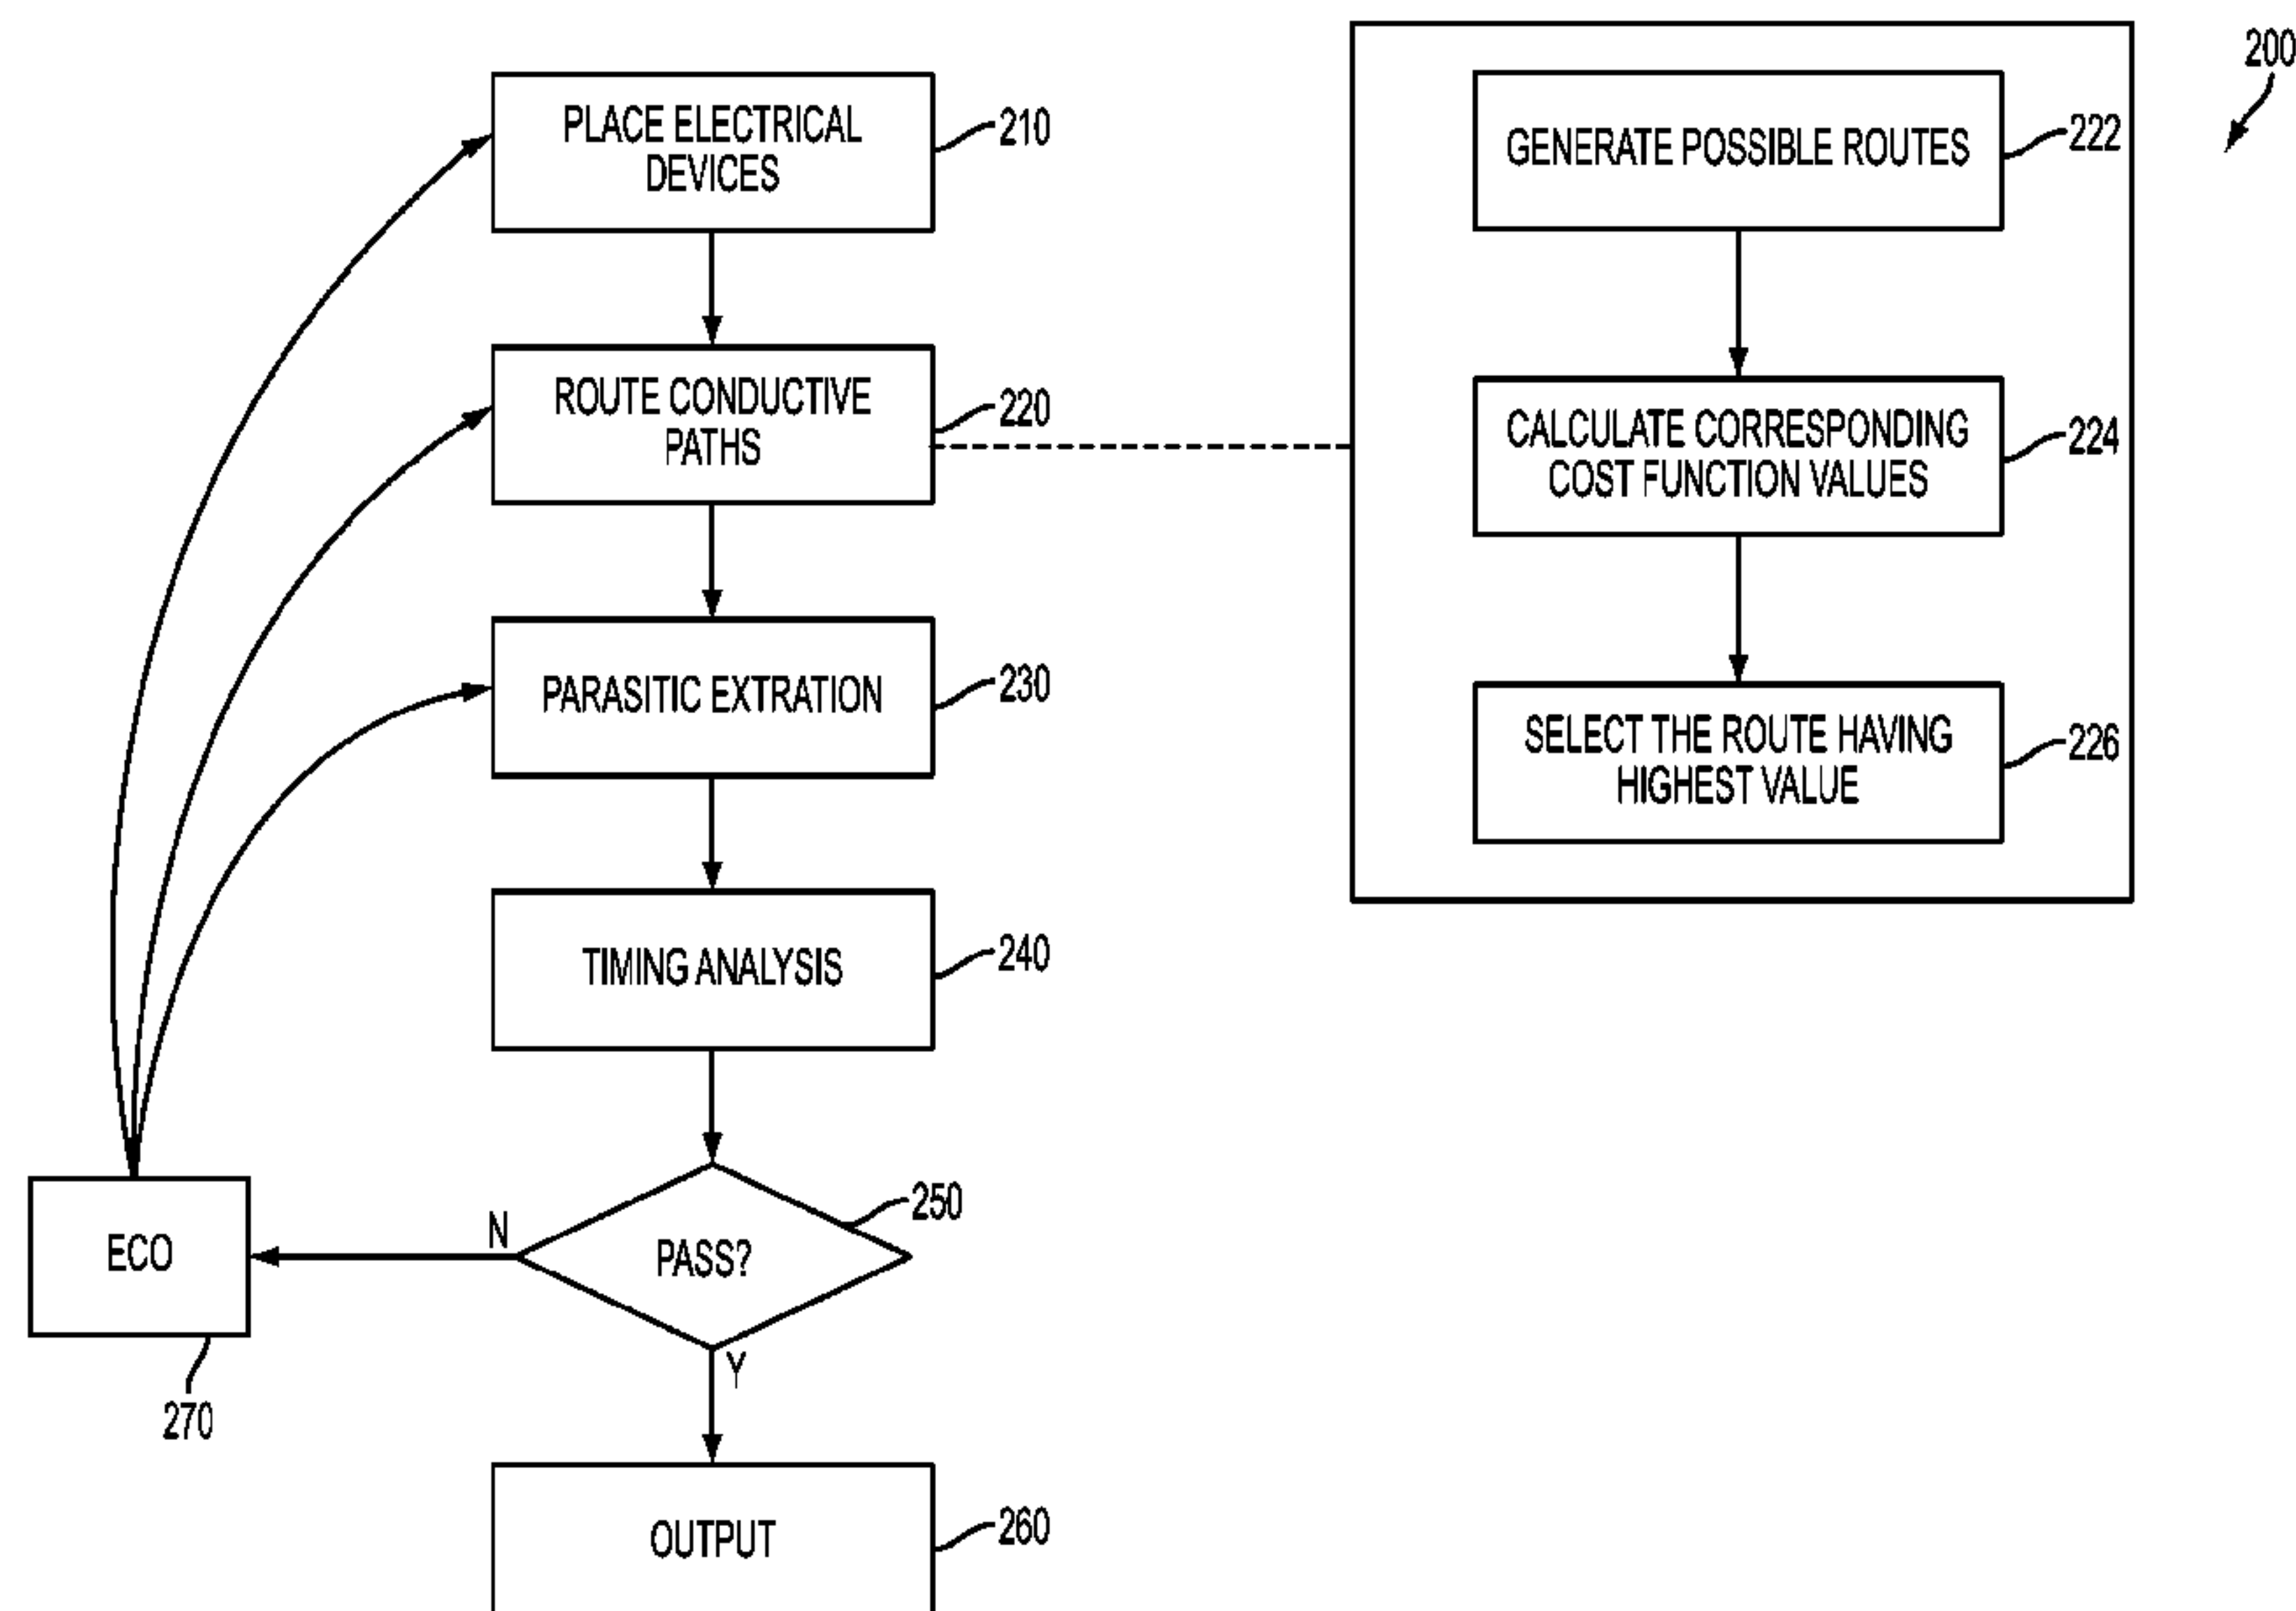 200
PLACE ELECTRICAL
DEVICES
210
ROUTE CONDUCTIVE
PATHS
220
PARASITIC EXTRATION
230
TIMING ANALYSIS
240
PASS?
250
N
Y
ECO
270
OUTPUT
260
GENERATE POSSIBLE ROUTES
222
CALCULATE CORRESPONDING
COST FUNCTION VALUES
224
SELECT THE ROUTE HAVING
HIGHEST VALUE
226